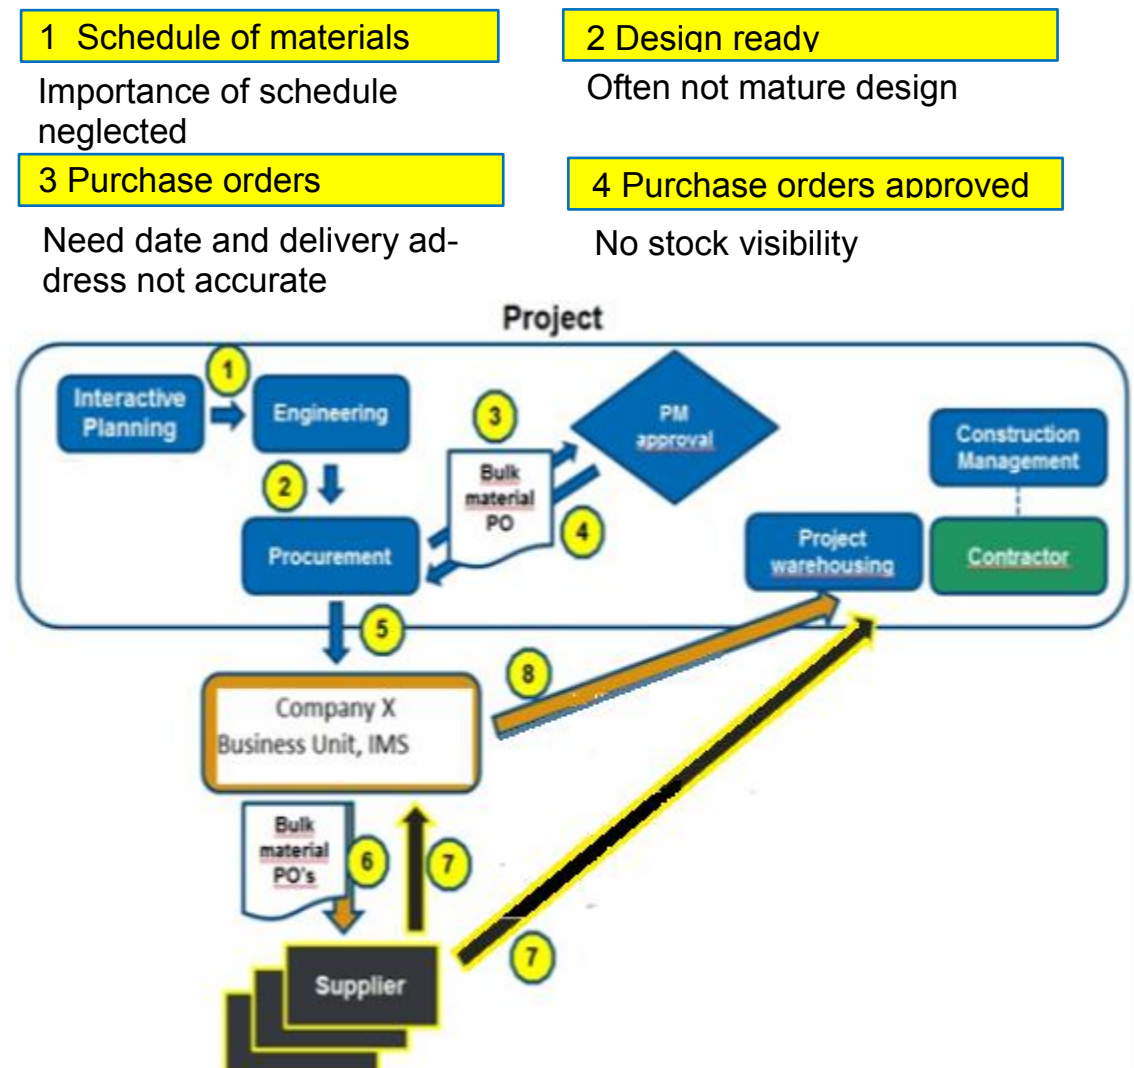 1 Schedule of materials
2 Design ready
Importance of schedule
neglected
Often not mature design
3 Purchase orders
4 Purchase orders approved
Need date and delivery ad-
dress not accurate
No stock visibility
Project
Interactive
Planning
1
Engineering
2
3
Bulk
material
PO
4
PM
approval
Construction
Management
Procurement
Project
warehousing
Contractor
5
8
Company X
Business Unit, IMS
Bulk
material
PO's
6
7
7
Supplier